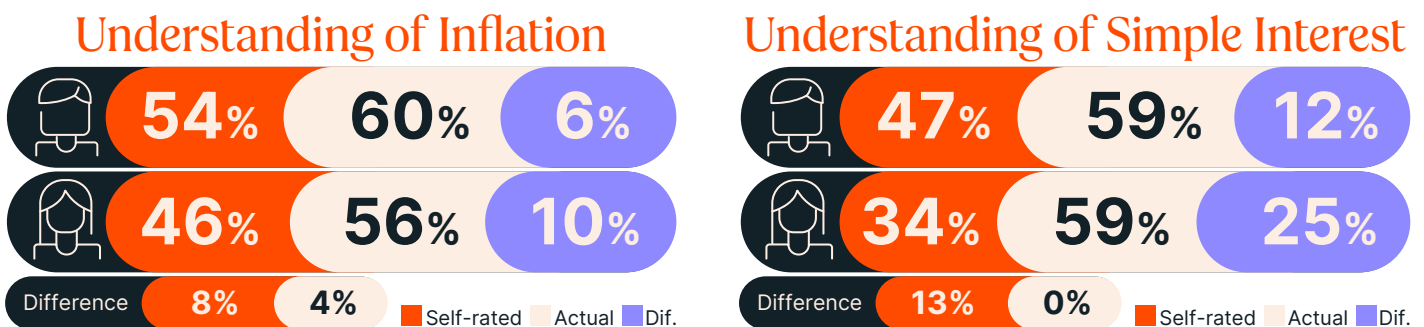 Understanding of Inflation
54% 60% 6%
46% 56% 10%
Difference 8% 4%
Self-rated Actual Dif.
Understanding of Simple Interest
47% 59% 12%
34% 59% 25%
Difference 13% 0%
Self-rated Actual Dif.